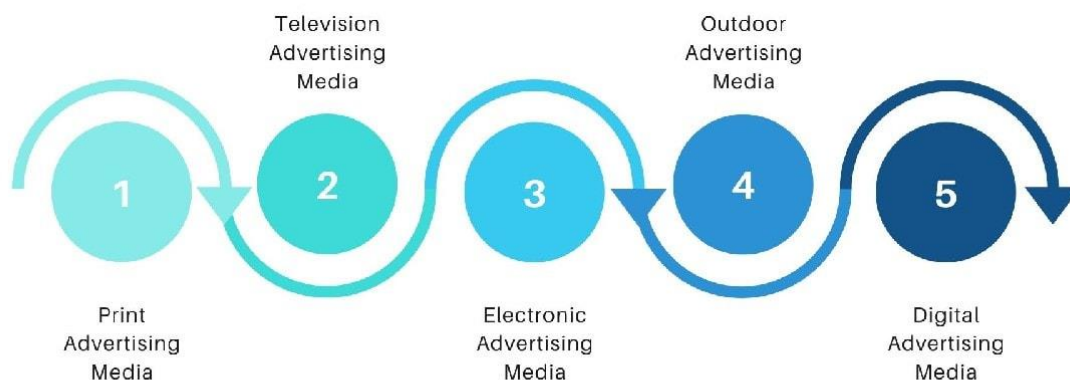 1
Print
Advertising
Media
Television
Advertising
Media
2
3
Electronic
Advertising
Media
Outdoor
Advertising
Media
4
5
Digital
Advertising
Media